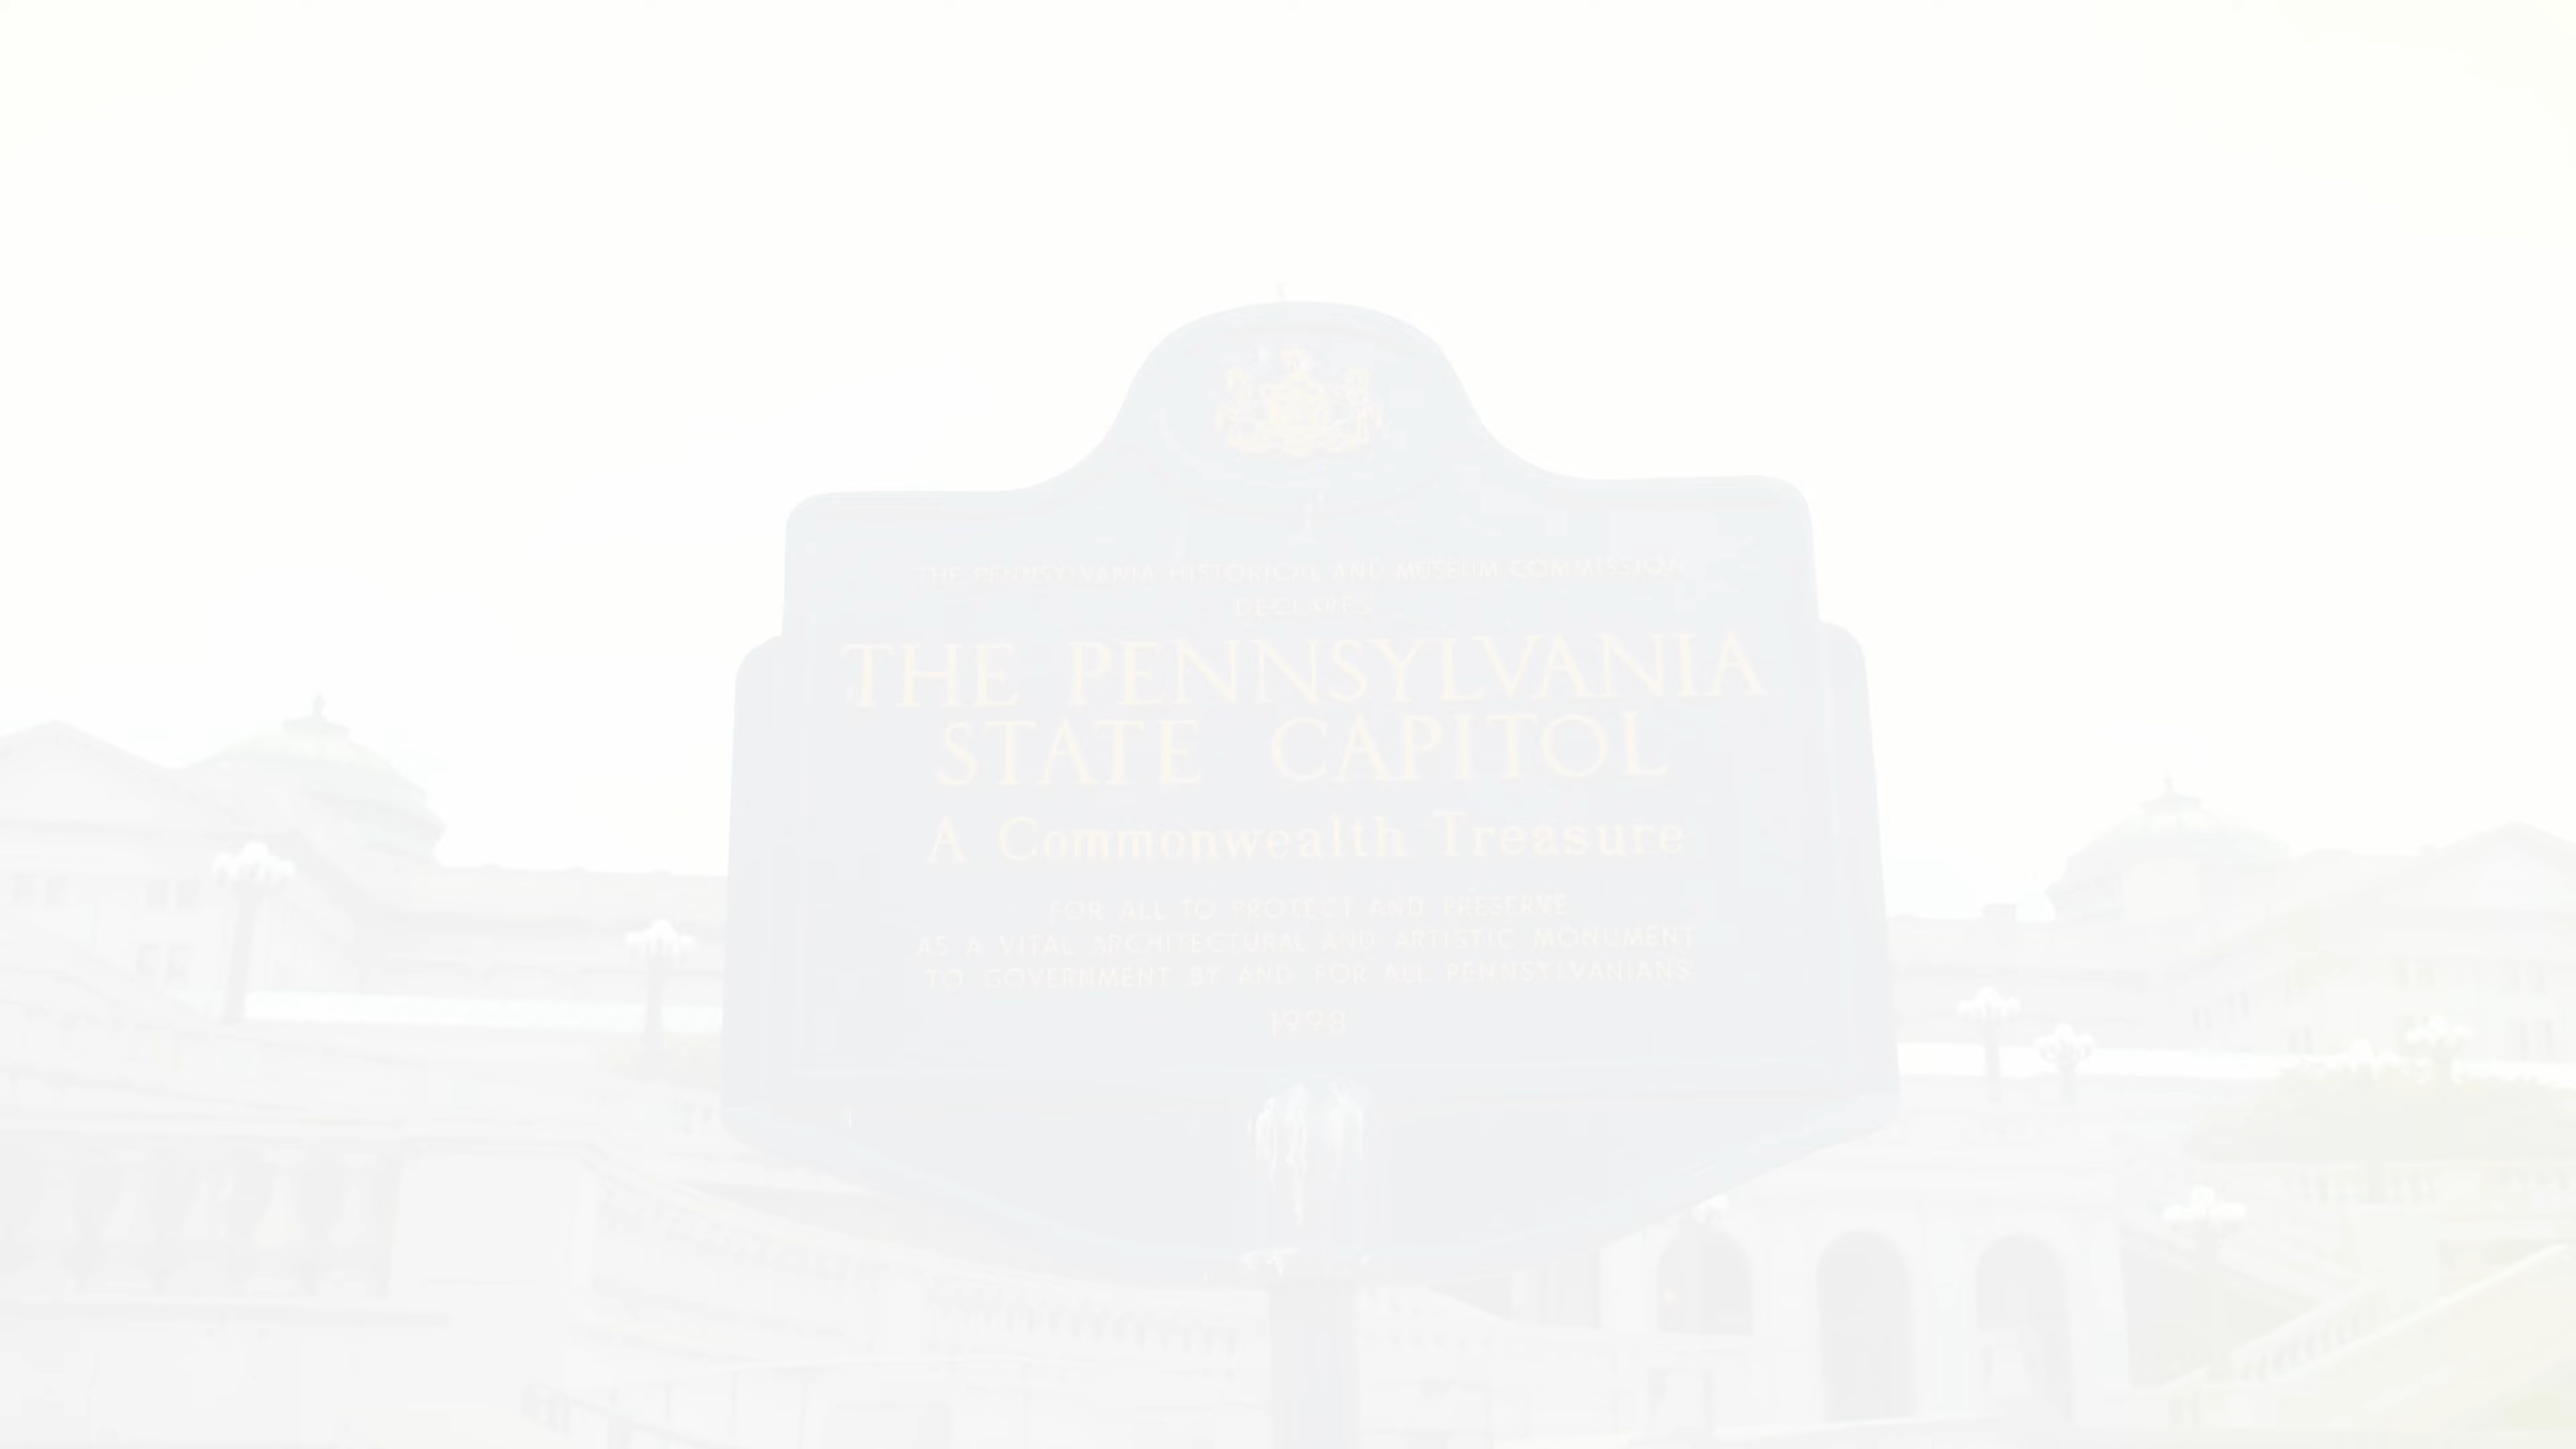 THE PENNSYLVANIA HISTORICAL AND MUSEUM COMMISSION
DECLARES
THE PENNSYLVANIA
STATE CAPITOL
A Commonwealth Treasure
FOR ALL TO PROTECT AND PRESERVE
AS A VITAL ARCHITECTURAL AND ARTISTIC MONUMENT
TO GOVERNMENT BY AND FOR ALL PENNSYLVANIANS
1998